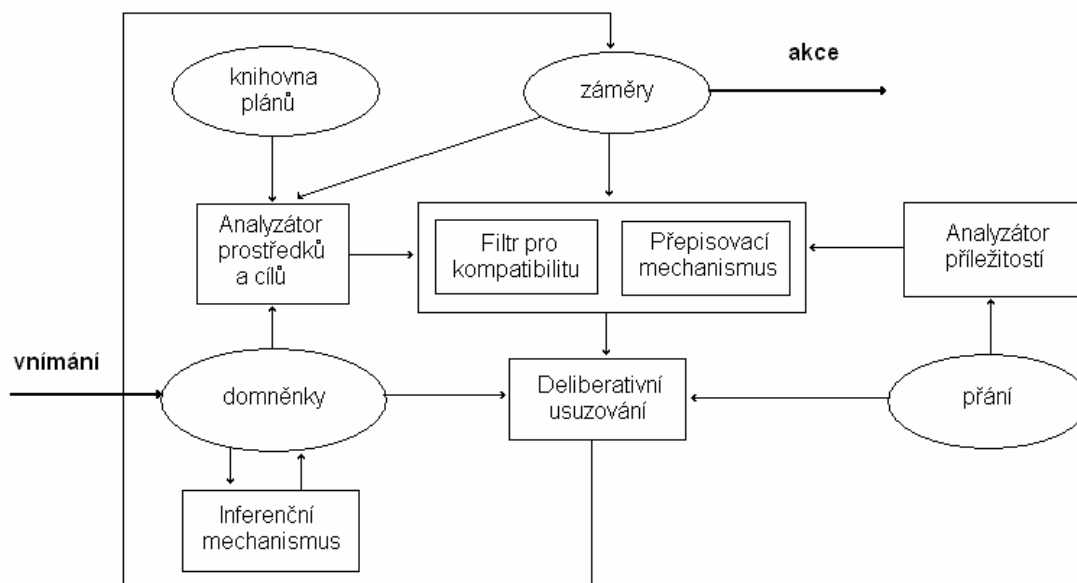 akce
knihovna
plánů
záměry
Analyzátor
prostředků
a cílů
Filtr pro
kompatibilitu
Přepisovací
mechanismus
Analyzátor
příležitostí
vnímání
domněnky
Deliberativní
usuzování
přání
Inferenční
mechanismus